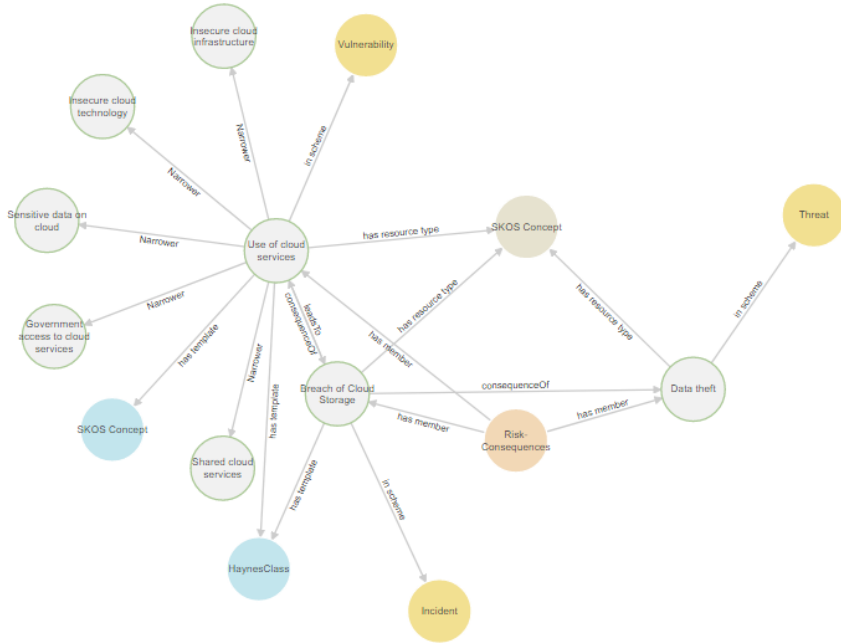 Insecure cloud
infrastructure
Vulnerability
Insecure cloud
technology
Narrower
in scheme
Narrower
Sensitive data on
cloud
Narrower
Use of cloud
services
has resource type
SKOS Concept
Threat
Narrower
Government
access to cloud
services
has template
leadsTo
consequenceOf
has resource type
has resource type
in scheme
has member
Narrower
has template
Breach of Cloud
Storage
consequenceOf
Data theft
SKOS Concept
has member
has member
Risk-
Consequences
Shared cloud
services
has template
in scheme
HaynesClass
Incident